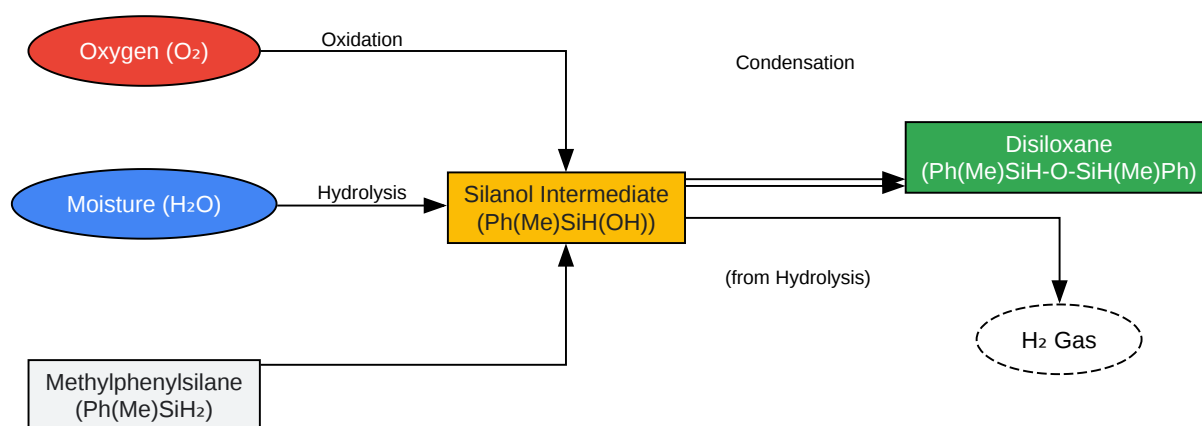 Oxygen (O₂)
Oxidation
Condensation
Disiloxane
(Ph(Me)SiH-O-SiH(Me)Ph)
Moisture (H₂O)
Hydrolysis
Silanol Intermediate
(Ph(Me)SiH(OH))
(from Hydrolysis)
H₂ Gas
Methylphenylsilane
(Ph(Me)SiH₂)